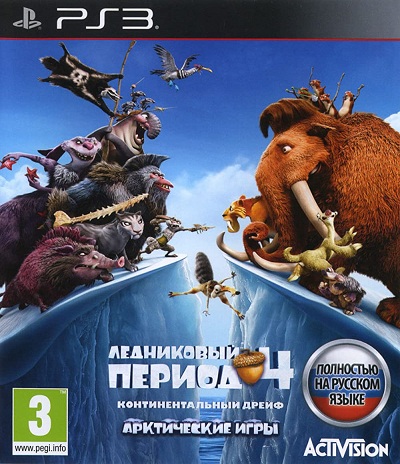 PS3
ЛЕДНИКОВЫЙ
ПЕРИОД 4
КОНТИНЕНТАЛЬНЫЙ ДРЕЙФ
АРКТИЧЕСКИЕ ИГРЫ
ПОЛНОСТЬЮ
НА РУССКОМ
ЯЗЫКЕ
3
www.pegi.info
ACTIVISION